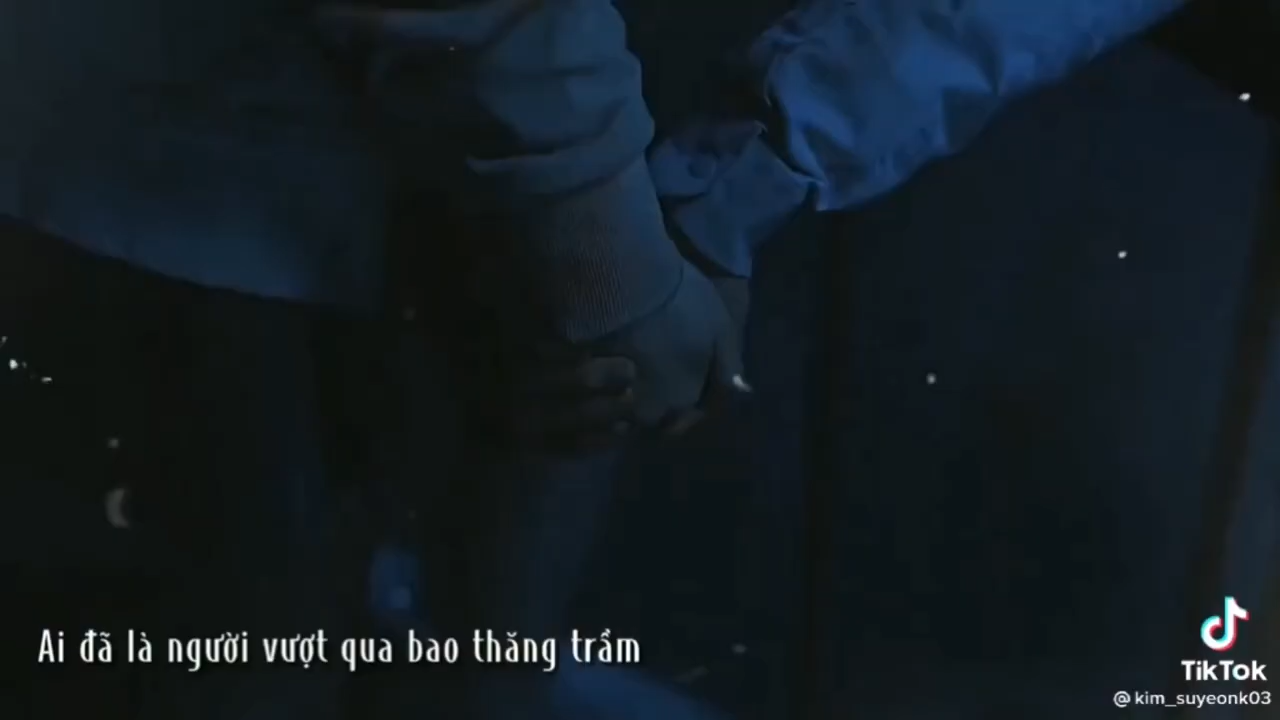 Ai đã là người vượt qua bao thăng trầm
TikTok
@kim_suyeonk03